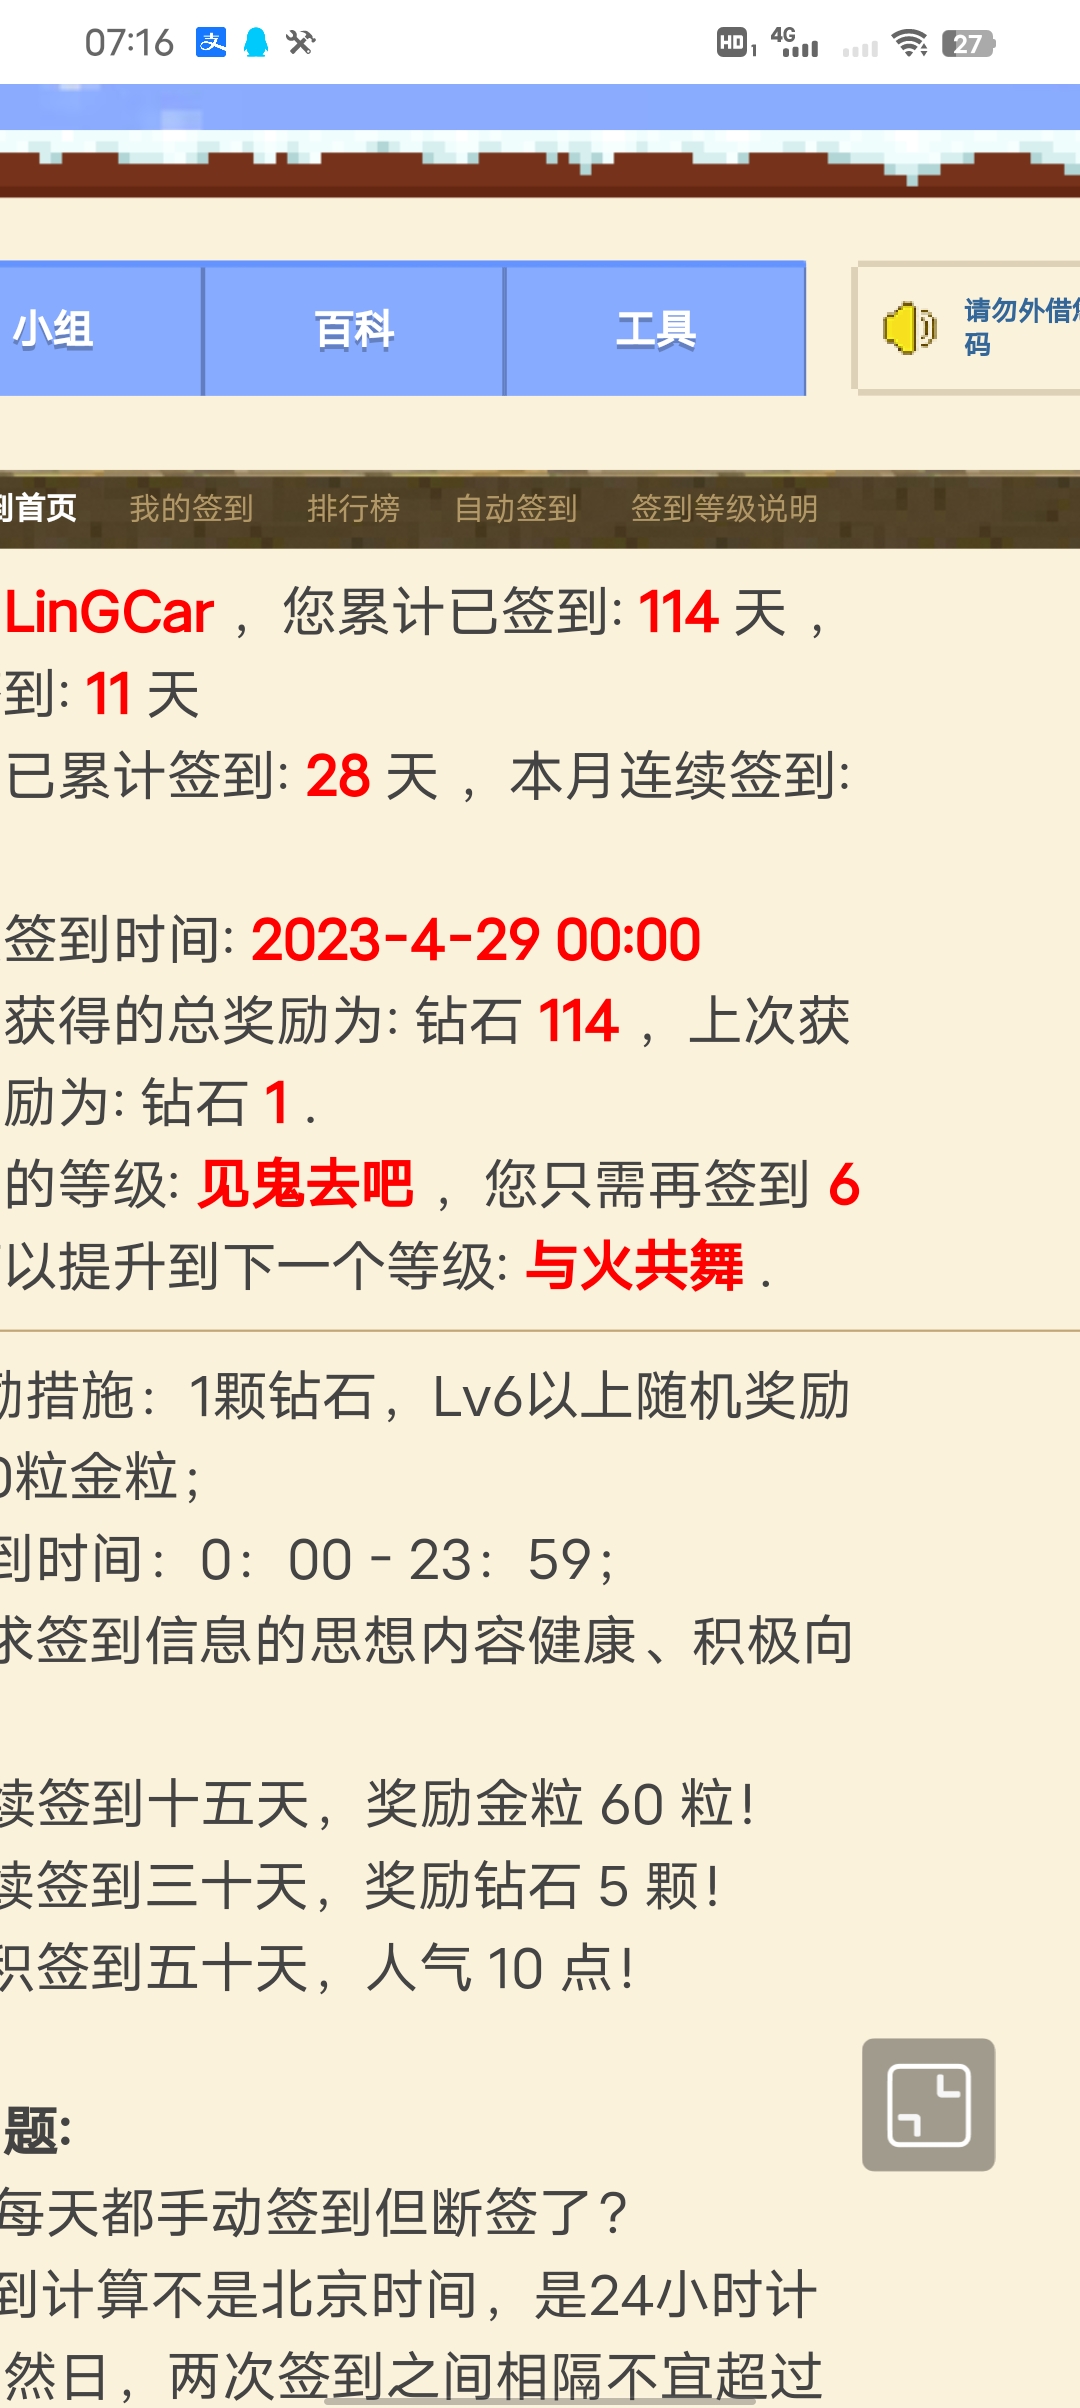 07:16
HD 1 4G 27
小组 百科 工具
请勿外借
码
到首页 我的签到 排行榜 自动签到 签到等级说明
LinGCar ，您累计已签到: 114 天 ，
到: 11 天
已累计签到: 28 天 ，本月连续签到:
签到时间: 2023-4-29 00:00
获得的总奖励为: 钻石 114 ，上次获
励为: 钻石 1 .
的等级: 见鬼去吧 ，您只需再签到 6
以提升到下一个等级: 与火共舞 .
励措施：1颗钻石，Lv6以上随机奖励
0粒金粒；
到时间：0：00 - 23：59；
求签到信息的思想内容健康、积极向
续签到十五天，奖励金粒 60 粒！
续签到三十天，奖励钻石 5 颗！
积签到五十天，人气 10 点！
题:
每天都手动签到但断签了？
到计算不是北京时间，是24小时计
然日，两次签到之间相隔不宜超过